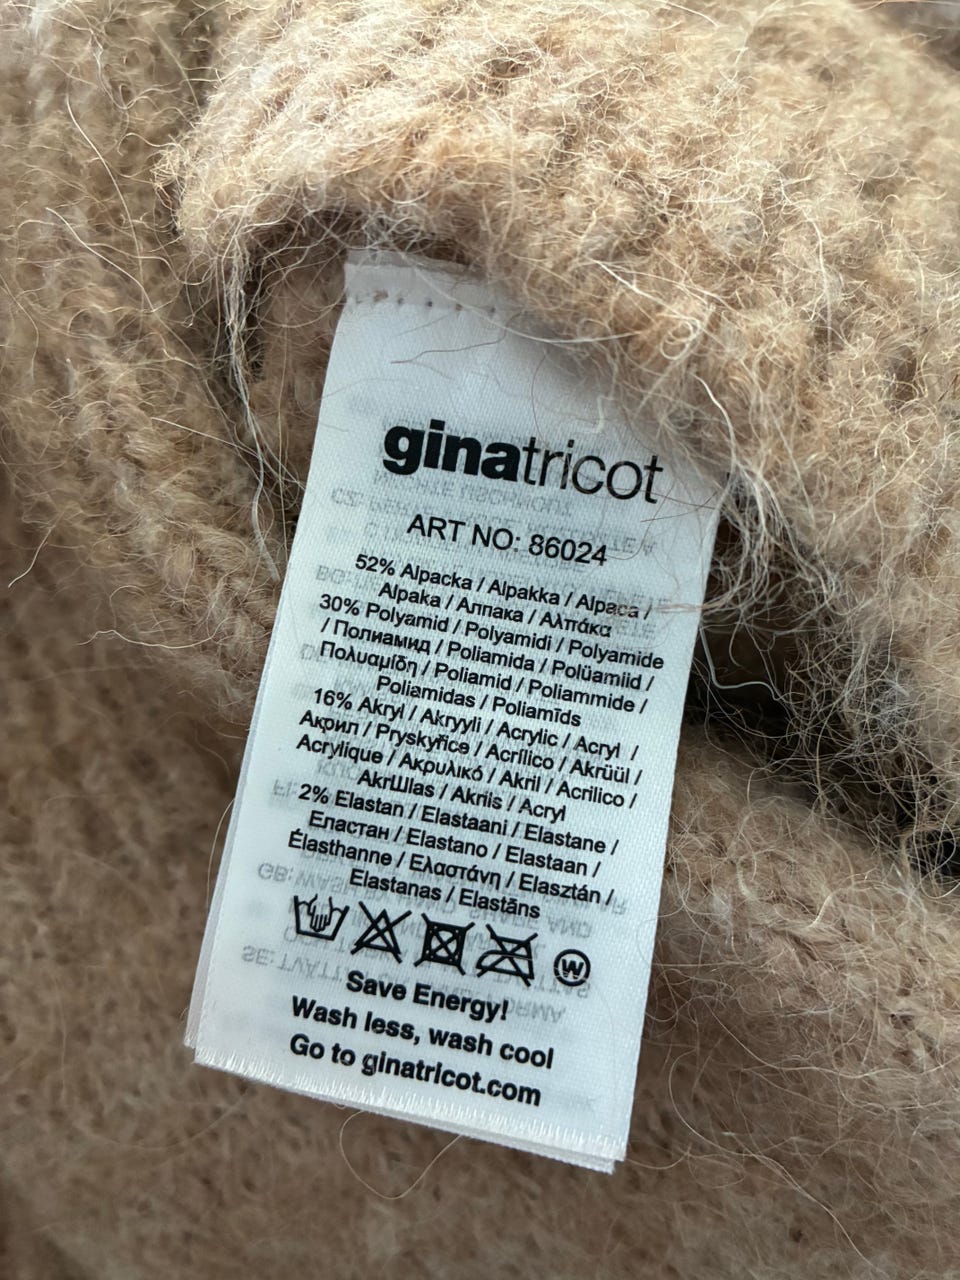 ginatricot
ART NO: 86024
52% Alpacka / Alpakka / Alpaca /
Alpaka / Алпака / Αλπάκα
30% Polyamid / Polyamidi / Polyamide
/ Полиамид / Poliamida / Polüamiid /
Πολυαμίδη / Poliamid / Poliammide /
Poliamidas / Poliamīds
16% Akryl / Akryyli / Acrylic / Acryl /
Акрил / Pryskyřice / Acrílico / Akrüül /
Acrylique / Ακρυλικό / Akril / Acrilico /
AkrШlas / Akrils / Acryl
2% Elastan / Elastaani / Elastane /
Еластан / Elastano / Elastaan /
Élasthanne / Ελαστάνη / Elasztán /
Elastanas / Elastāns
W
Save Energy!
Wash less, wash cool
Go to ginatricot.com